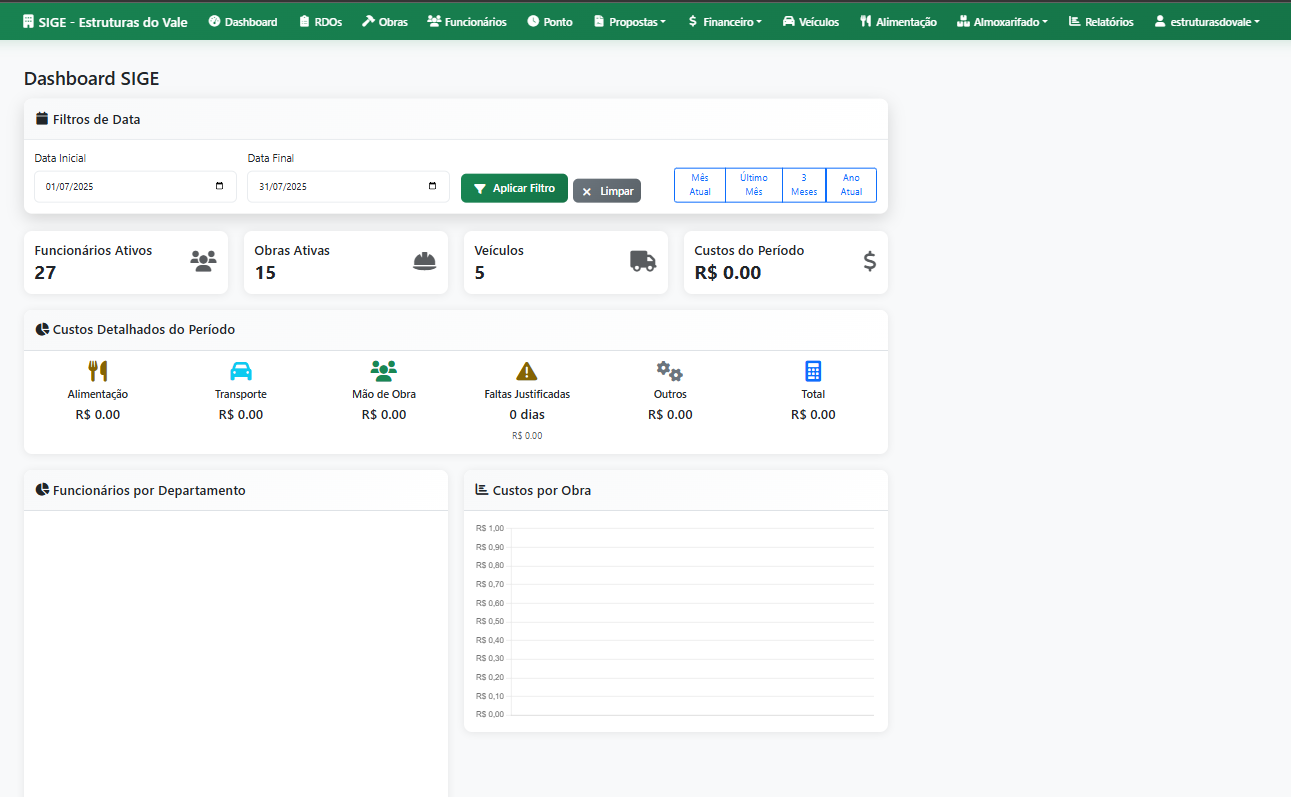 SIGE - Estruturas do Vale Dashboard RDOs Obras Funcionários Ponto Propostas Financeiro Veículos Alimentação Almoxarifado Relatórios estruturasdovale
Dashboard SIGE
Filtros de Data
Data Inicial
01/07/2025
Data Final
31/07/2025
Aplicar Filtro
Limpar
Mês
Atual
Último
Mês
3
Meses
Ano
Atual
Funcionários Ativos
27
Obras Ativas
15
Veículos
5
Custos do Período
R$ 0.00
Custos Detalhados do Período
Alimentação
R$ 0.00
Transporte
R$ 0.00
Mão de Obra
R$ 0.00
Faltas Justificadas
0 dias
R$ 0.00
Outros
R$ 0.00
Total
R$ 0.00
Funcionários por Departamento
Custos por Obra
R$ 1,00
R$ 0,90
R$ 0,80
R$ 0,70
R$ 0,60
R$ 0,50
R$ 0,40
R$ 0,30
R$ 0,20
R$ 0,10
R$ 0,00